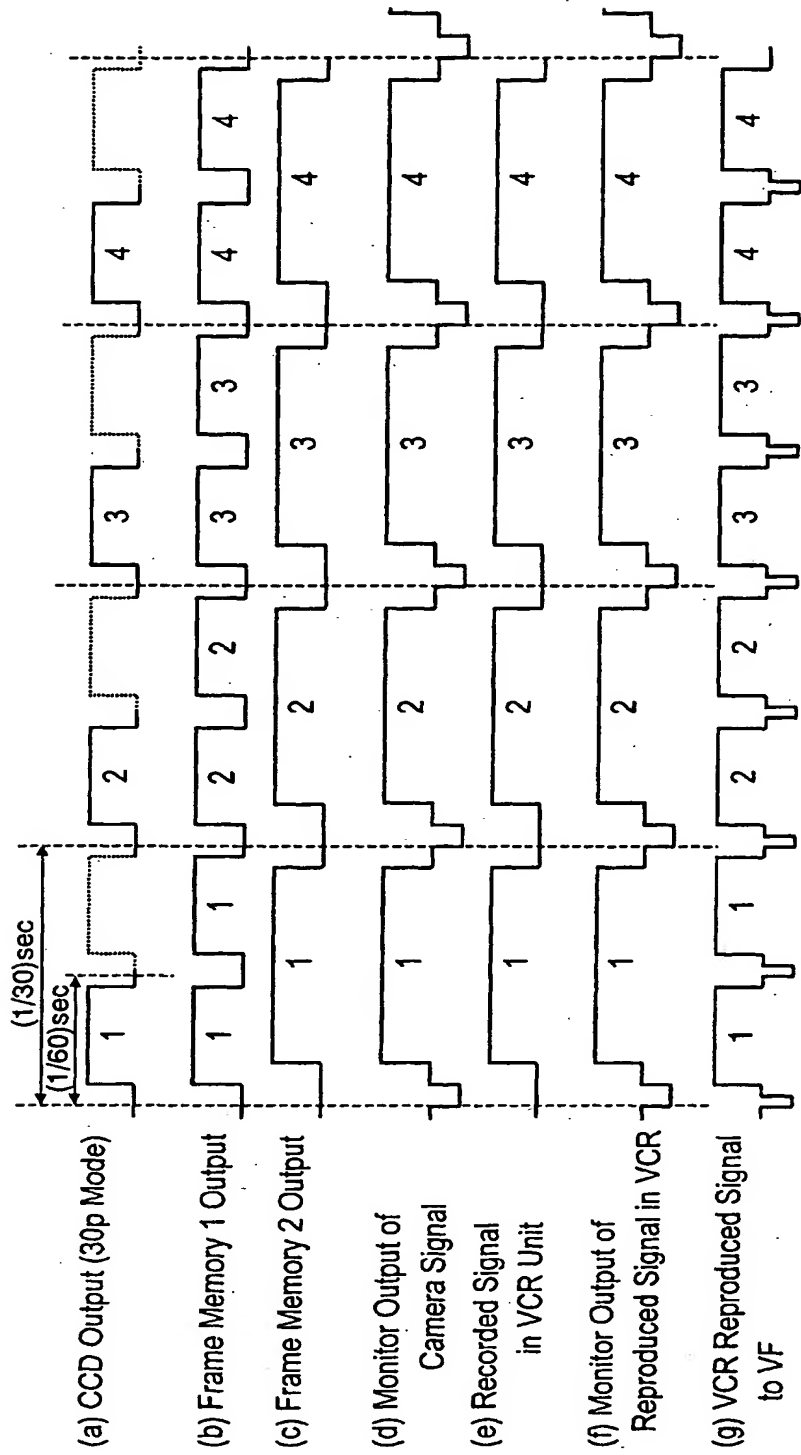 (1/30)sec
(1/60)sec
(a) CCD Output (30p Mode)
1
2
3
4
(b) Frame Memory 1 Output
1
1
2
2
3
3
4
4
(c) Frame Memory 2 Output
1
2
3
4
(d) Monitor Output of
Camera Signal
1
2
3
4
(e) Recorded Signal
in VCR Unit
1
2
3
4
(f) Monitor Output of
Reproduced Signal in VCR
1
2
3
4
(g) VCR Reproduced Signal
to VF
1
1
2
2
3
3
4
4